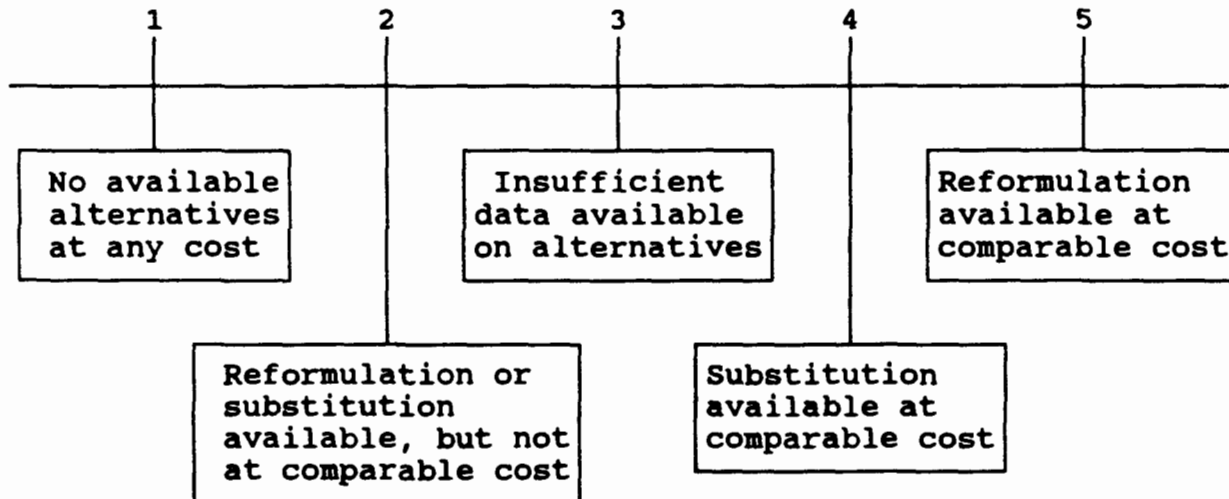 1 2 3 4 5
No available
alternatives
at any cost
Insufficient
data available
on alternatives
Reformulation
available at
comparable cost
Reformulation or
substitution
available, but not
at comparable cost
Substitution
available at
comparable cost